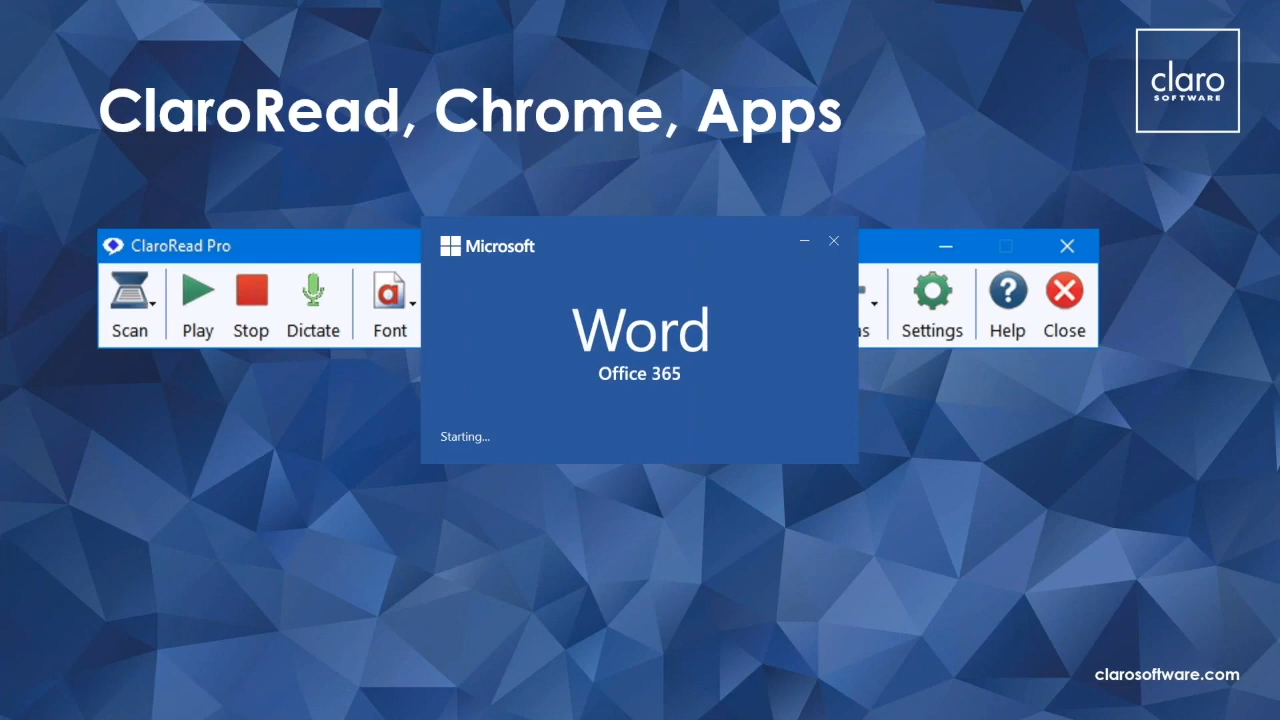 ClaroRead, Chrome, Apps
claro
SOFTWARE
ClaroRead Pro
Scan
Play
Stop
Dictate
a
Font
Microsoft
Word
Office 365
Starting...
Settings
?
Help
Close
clarosoftware.com